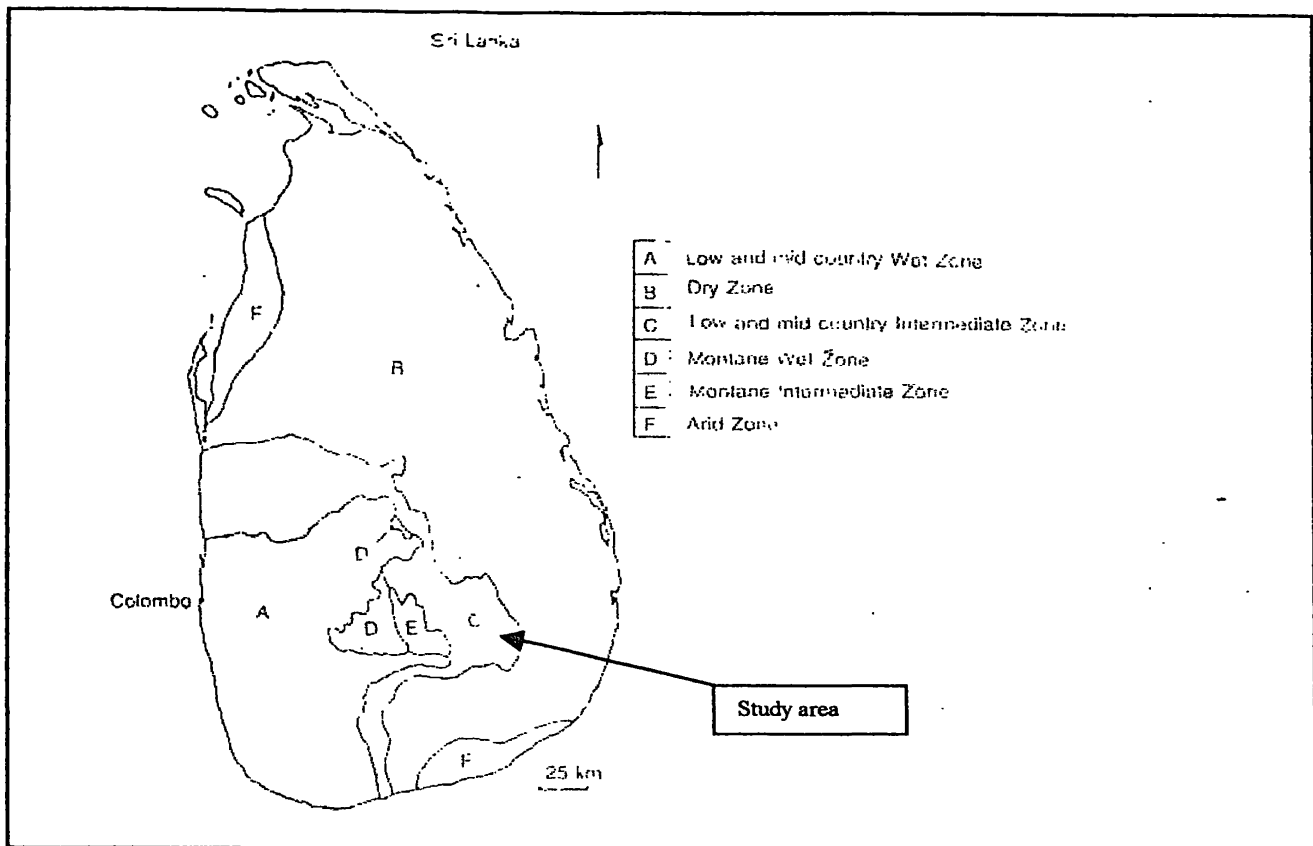 Sri Lanka
A Low and mid country Wet Zone
B Dry Zone
C Low and mid country Intermediate Zone
D Montane Wet Zone
E Montane Intermediate Zone
F Arid Zone
F
B
D
Colombo
A
D
E
C
Study area
F
25 km